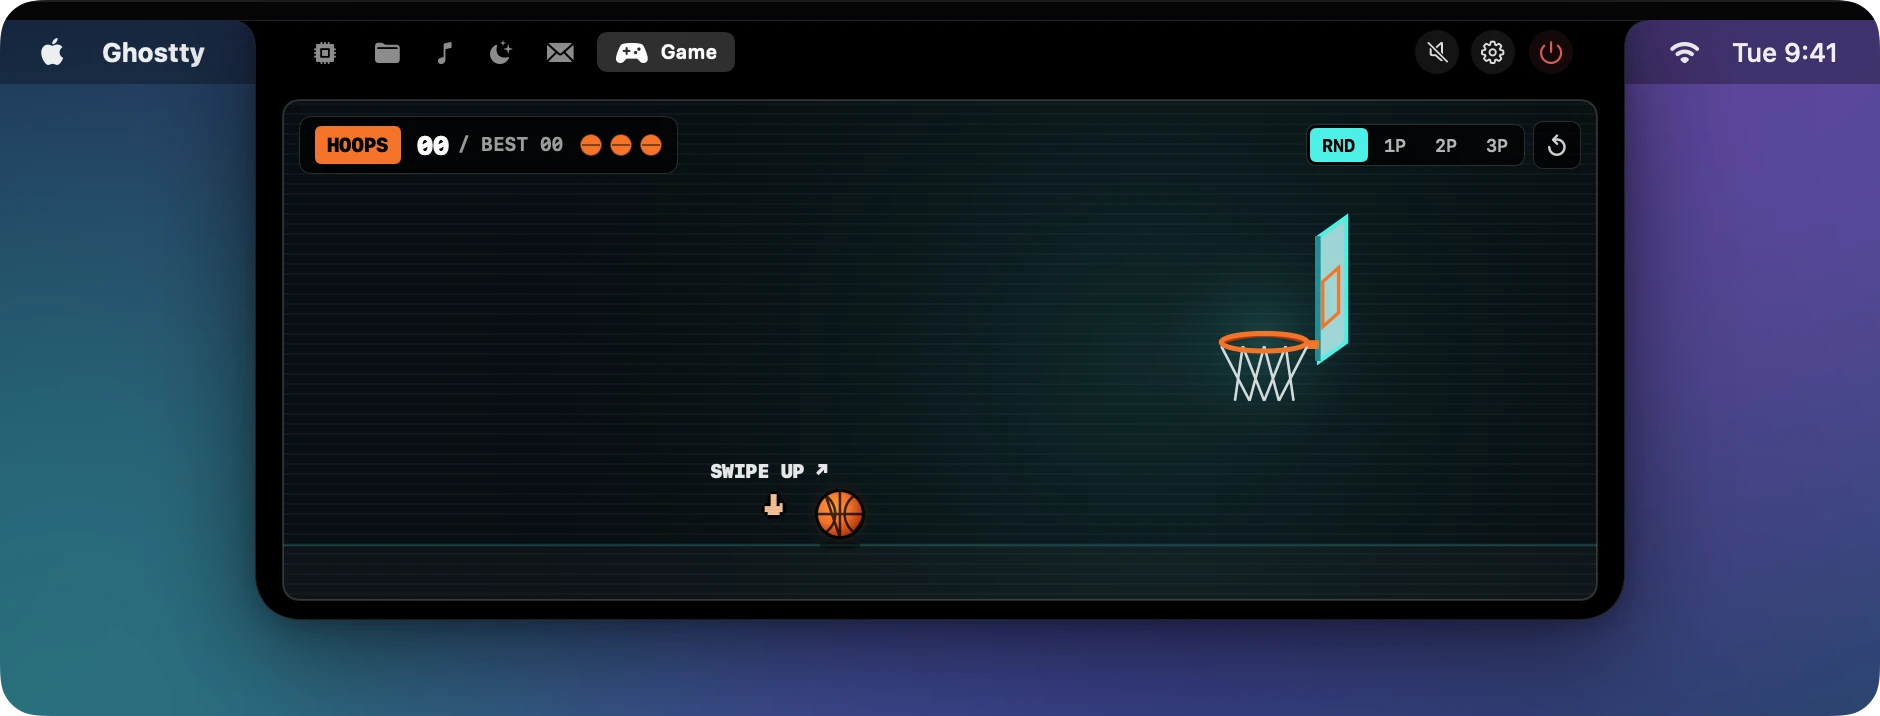 Ghostty Game Tue 9:41
HOOPS 00 / BEST 00 RND 1P 2P 3P
SWIPE UP ↗